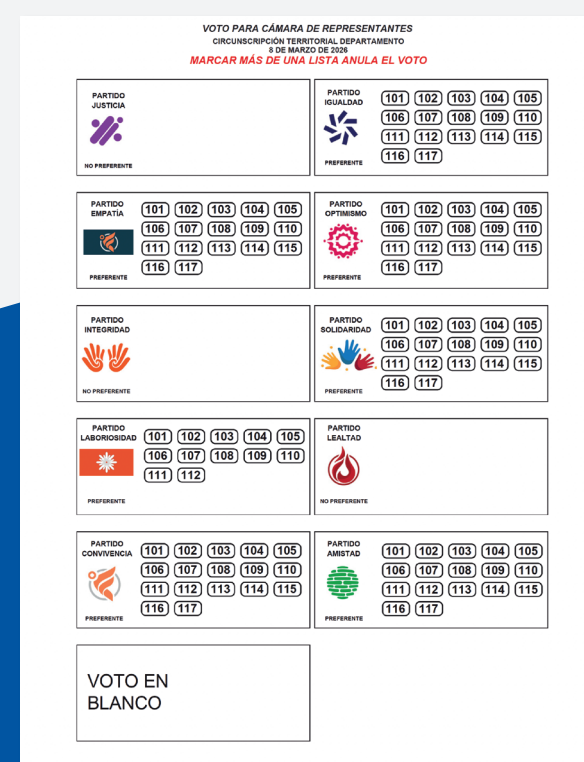 VOTO PARA CÁMARA DE REPRESENTANTES
CIRCUNSCRIPCIÓN TERRITORIAL DEPARTAMENTO
8 DE MARZO DE 2026
MARCAR MÁS DE UNA LISTA ANULA EL VOTO
PARTIDO
JUSTICIA
NO PREFERENTE
PARTIDO
IGUALDAD
101 102 103 104 105
106 107 108 109 110
111 112 113 114 115
116 117
PREFERENTE
PARTIDO
EMPATÍA
101 102 103 104 105
106 107 108 109 110
111 112 113 114 115
116 117
PREFERENTE
PARTIDO
OPTIMISMO
101 102 103 104 105
106 107 108 109 110
111 112 113 114 115
116 117
PREFERENTE
PARTIDO
INTEGRIDAD
NO PREFERENTE
PARTIDO
SOLIDARIDAD
101 102 103 104 105
106 107 108 109 110
111 112 113 114 115
116 117
PREFERENTE
PARTIDO
LABORIOSIDAD
101 102 103 104 105
106 107 108 109 110
111 112
PREFERENTE
PARTIDO
LEALTAD
NO PREFERENTE
PARTIDO
CONVIVENCIA
101 102 103 104 105
106 107 108 109 110
111 112 113 114 115
116 117
PREFERENTE
PARTIDO
AMISTAD
101 102 103 104 105
106 107 108 109 110
111 112 113 114 115
116 117
PREFERENTE
VOTO EN
BLANCO